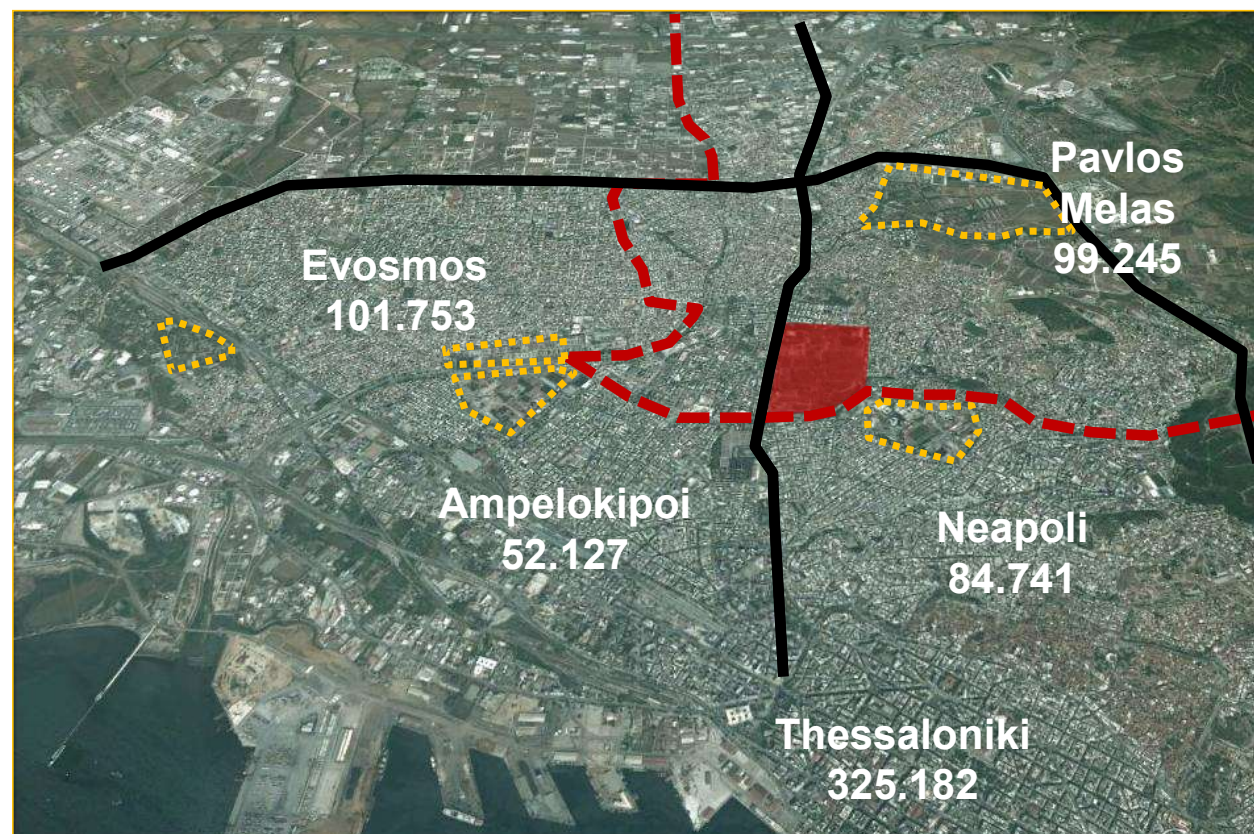 Pavlos
Melas
99.245
Evosmos
101.753
Ampelokipoi
52.127
Neapoli
84.741
Thessaloniki
325.182